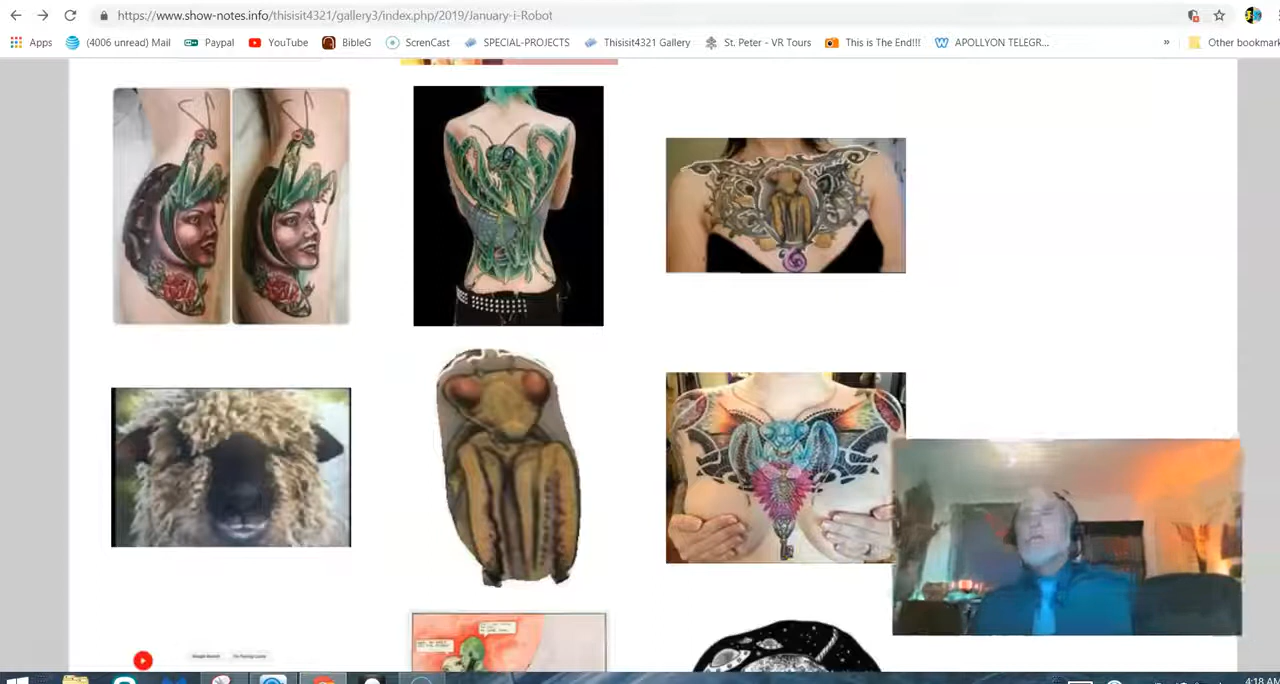 https://www.show-notes.info/thisisit4321/gallery3/index.php/2019/January-i-Robot
Apps (4006 unread) Mail Paypal YouTube BibleG ScrenCast SPECIAL-PROJECTS Thisisit4321 Gallery St. Peter - VR Tours This is The End!!! APOLLYON TELEGR... » Other bookmark
4:18 AM